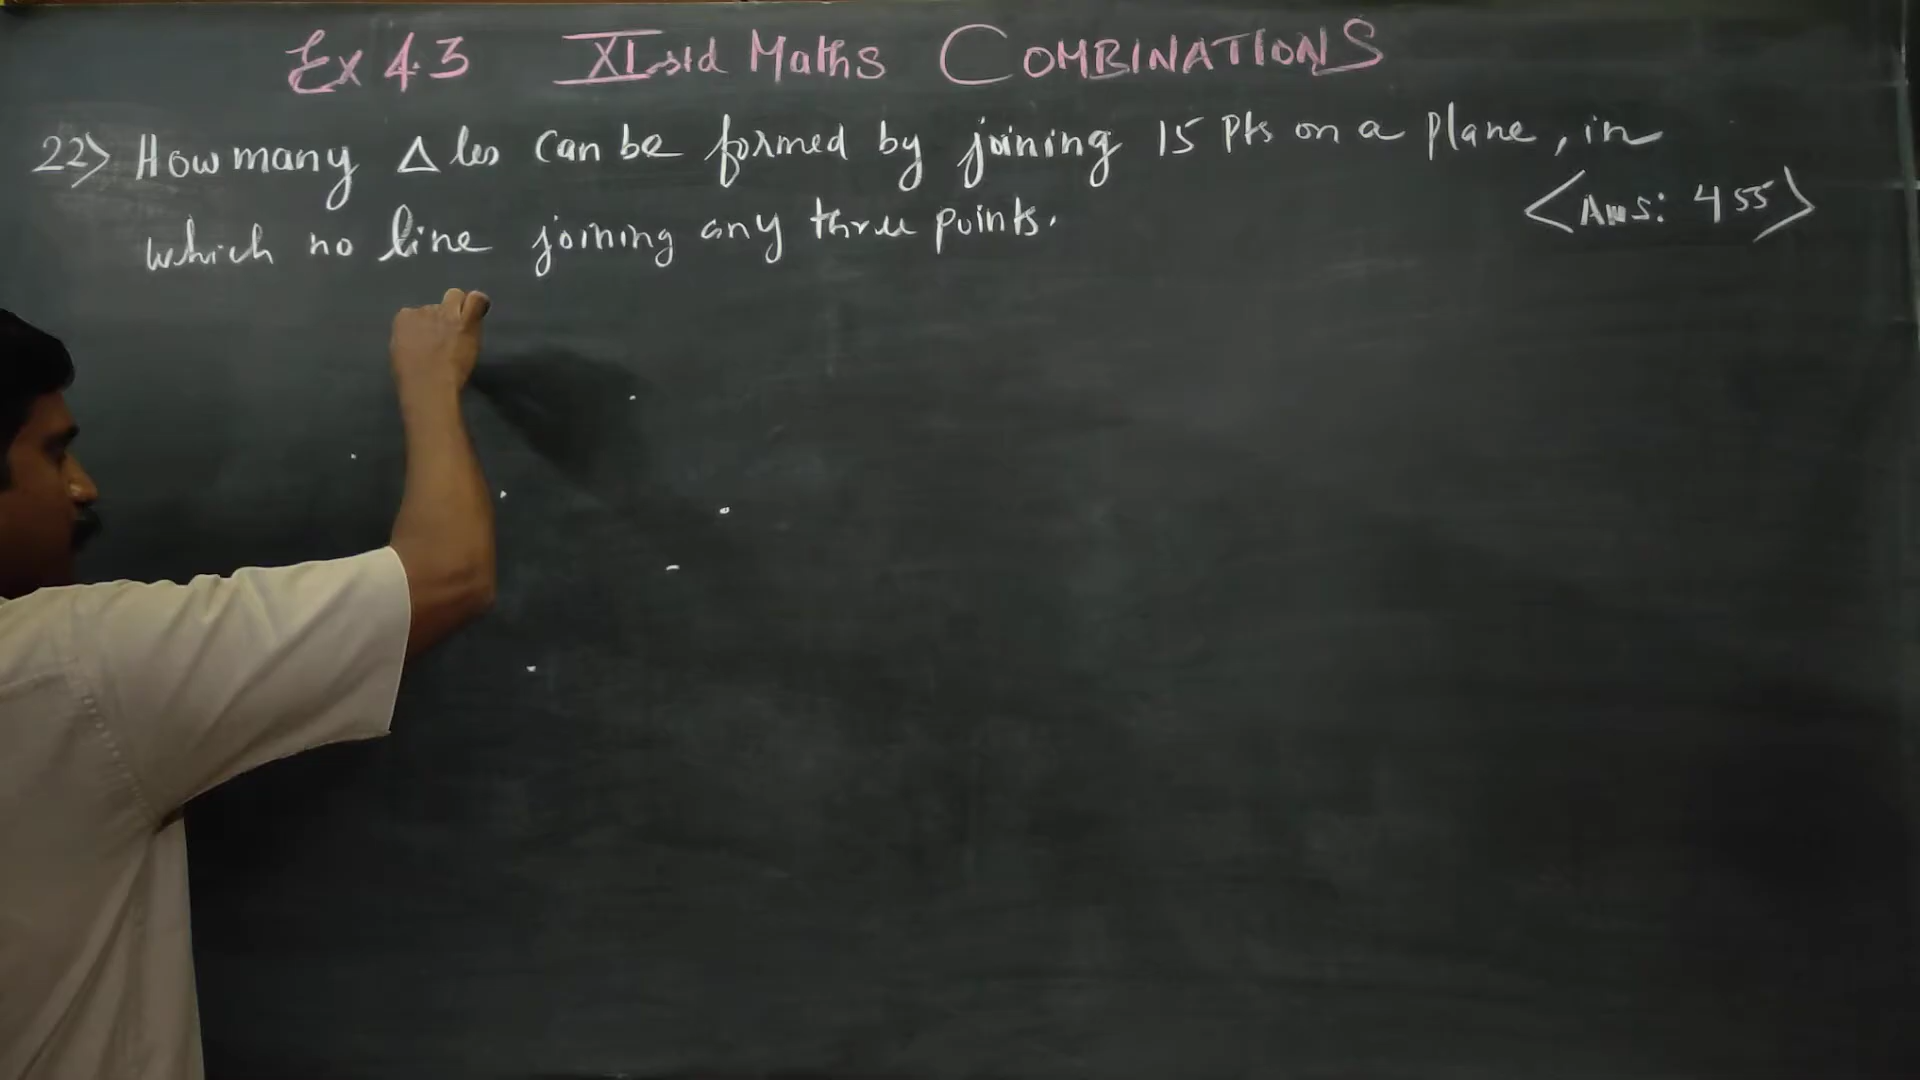 Ex 4.3 XI std Maths COMBINATIONS
22) How many Δles can be formed by joining 15 pts on a plane, in
which no line joining any three points.
<Ans: 455>